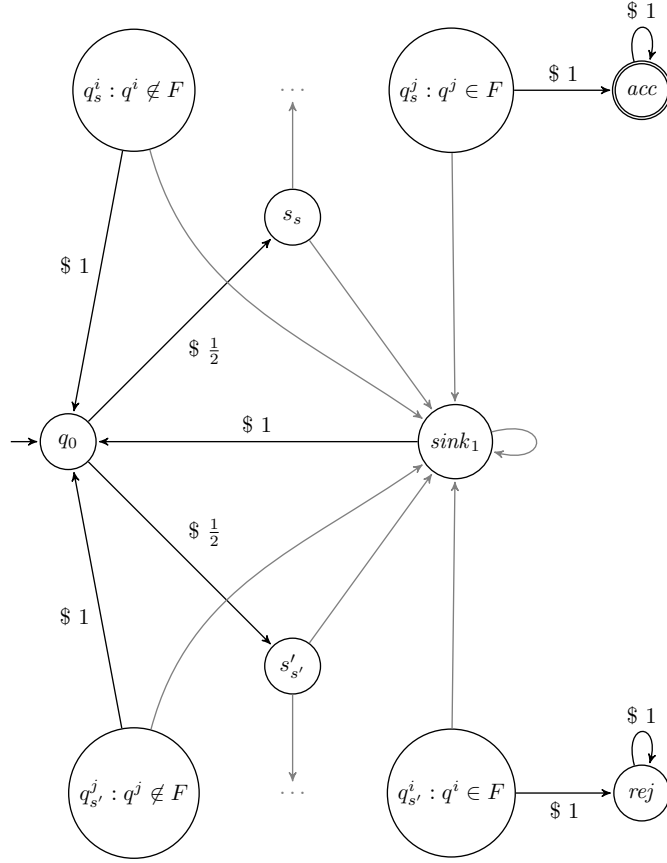 $ 1
q_s^i : q^i ∉ F
· · ·
q_s^j : q^j ∈ F
$ 1
acc
s_s
$ 1
$ 1/2
q_0
$ 1
sink_1
$ 1/2
$ 1
s'_{s'}
$ 1
q_{s'}^j : q^j ∉ F
· · ·
q_{s'}^i : q^i ∈ F
$ 1
rej